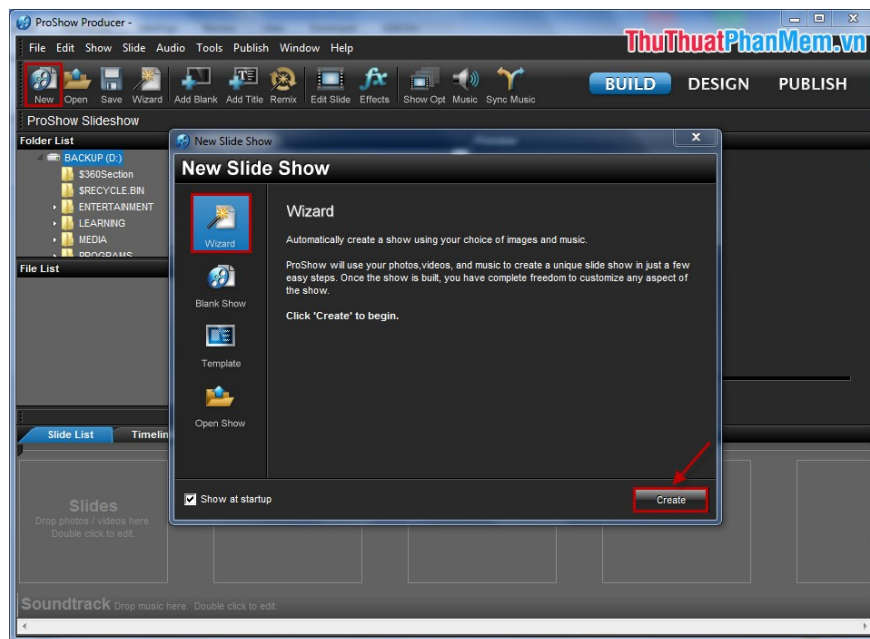 ProShow Producer -
ThuThuatPhanMem.vn
File Edit Show Slide Audio Tools Publish Window Help
New Open Save Wizard Add Blank Add Title Remix Edit Slide Effects Show Opt Music Sync Music
BUILD DESIGN PUBLISH
ProShow Slideshow
Folder List
BACKUP (D:)
$360Section
$RECYCLE.BIN
ENTERTAINMENT
LEARNING
MEDIA
PROGRAMS
File List
New Slide Show
X
New Slide Show
Wizard
Blank Show
Template
Open Show
Wizard
Automatically create a show using your choice of images and music.
ProShow will use your photos,videos, and music to create a unique slide show in just a few
easy steps. Once the show is built, you have complete freedom to customize any aspect of
the show.
Click 'Create' to begin.
Show at startup
Create
Slide List
Slides
Drop photos / videos here.
Double click to edit.
Soundtrack Drop music here. Double click to edit.